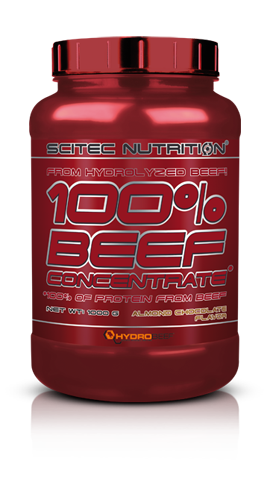 SCITEC NUTRITION®
FROM HYDROLYZED BEEF!
100%
BEEF
CONCENTRATE*
*100% OF PROTEIN FROM BEEF
NET WT: 1000 G
ALMOND CHOCOLATE
FLAVOR